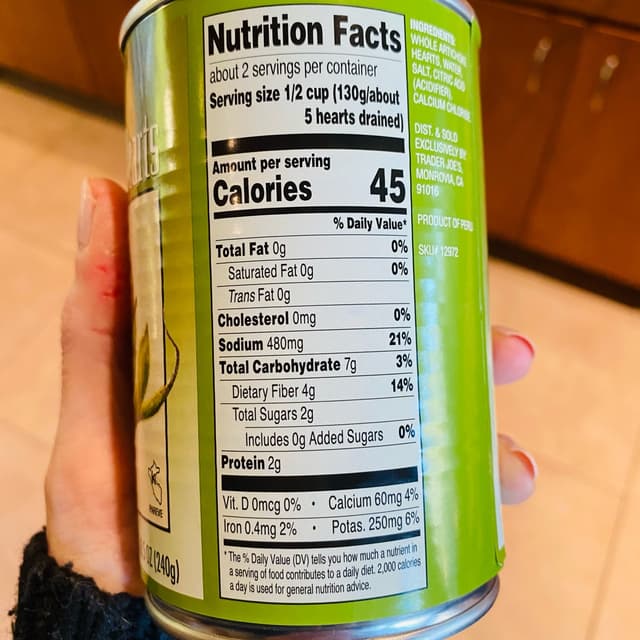 Nutrition Facts
about 2 servings per container
Serving size 1/2 cup (130g/about
5 hearts drained)
Amount per serving
Calories 45
% Daily Value*
Total Fat 0g 0%
Saturated Fat 0g 0%
Trans Fat 0g
Cholesterol 0mg 0%
Sodium 480mg 21%
Total Carbohydrate 7g 3%
Dietary Fiber 4g 14%
Total Sugars 2g
Includes 0g Added Sugars 0%
Protein 2g
Vit. D 0mcg 0% • Calcium 60mg 4%
Iron 0.4mg 2% • Potas. 250mg 6%
* The % Daily Value (DV) tells you how much a nutrient in
a serving of food contributes to a daily diet. 2,000 calories
a day is used for general nutrition advice.
INGREDIENTS:
WHOLE ARTICHOKE
HEARTS, WATER,
SALT, CITRIC ACID
(ACIDIFIER),
CALCIUM CHLORIDE
DIST. & SOLD
EXCLUSIVELY BY
TRADER JOE'S,
MONROVIA, CA
91016
PRODUCT OF PERU
SKU# 12972
PAREVE
OZ (240g)